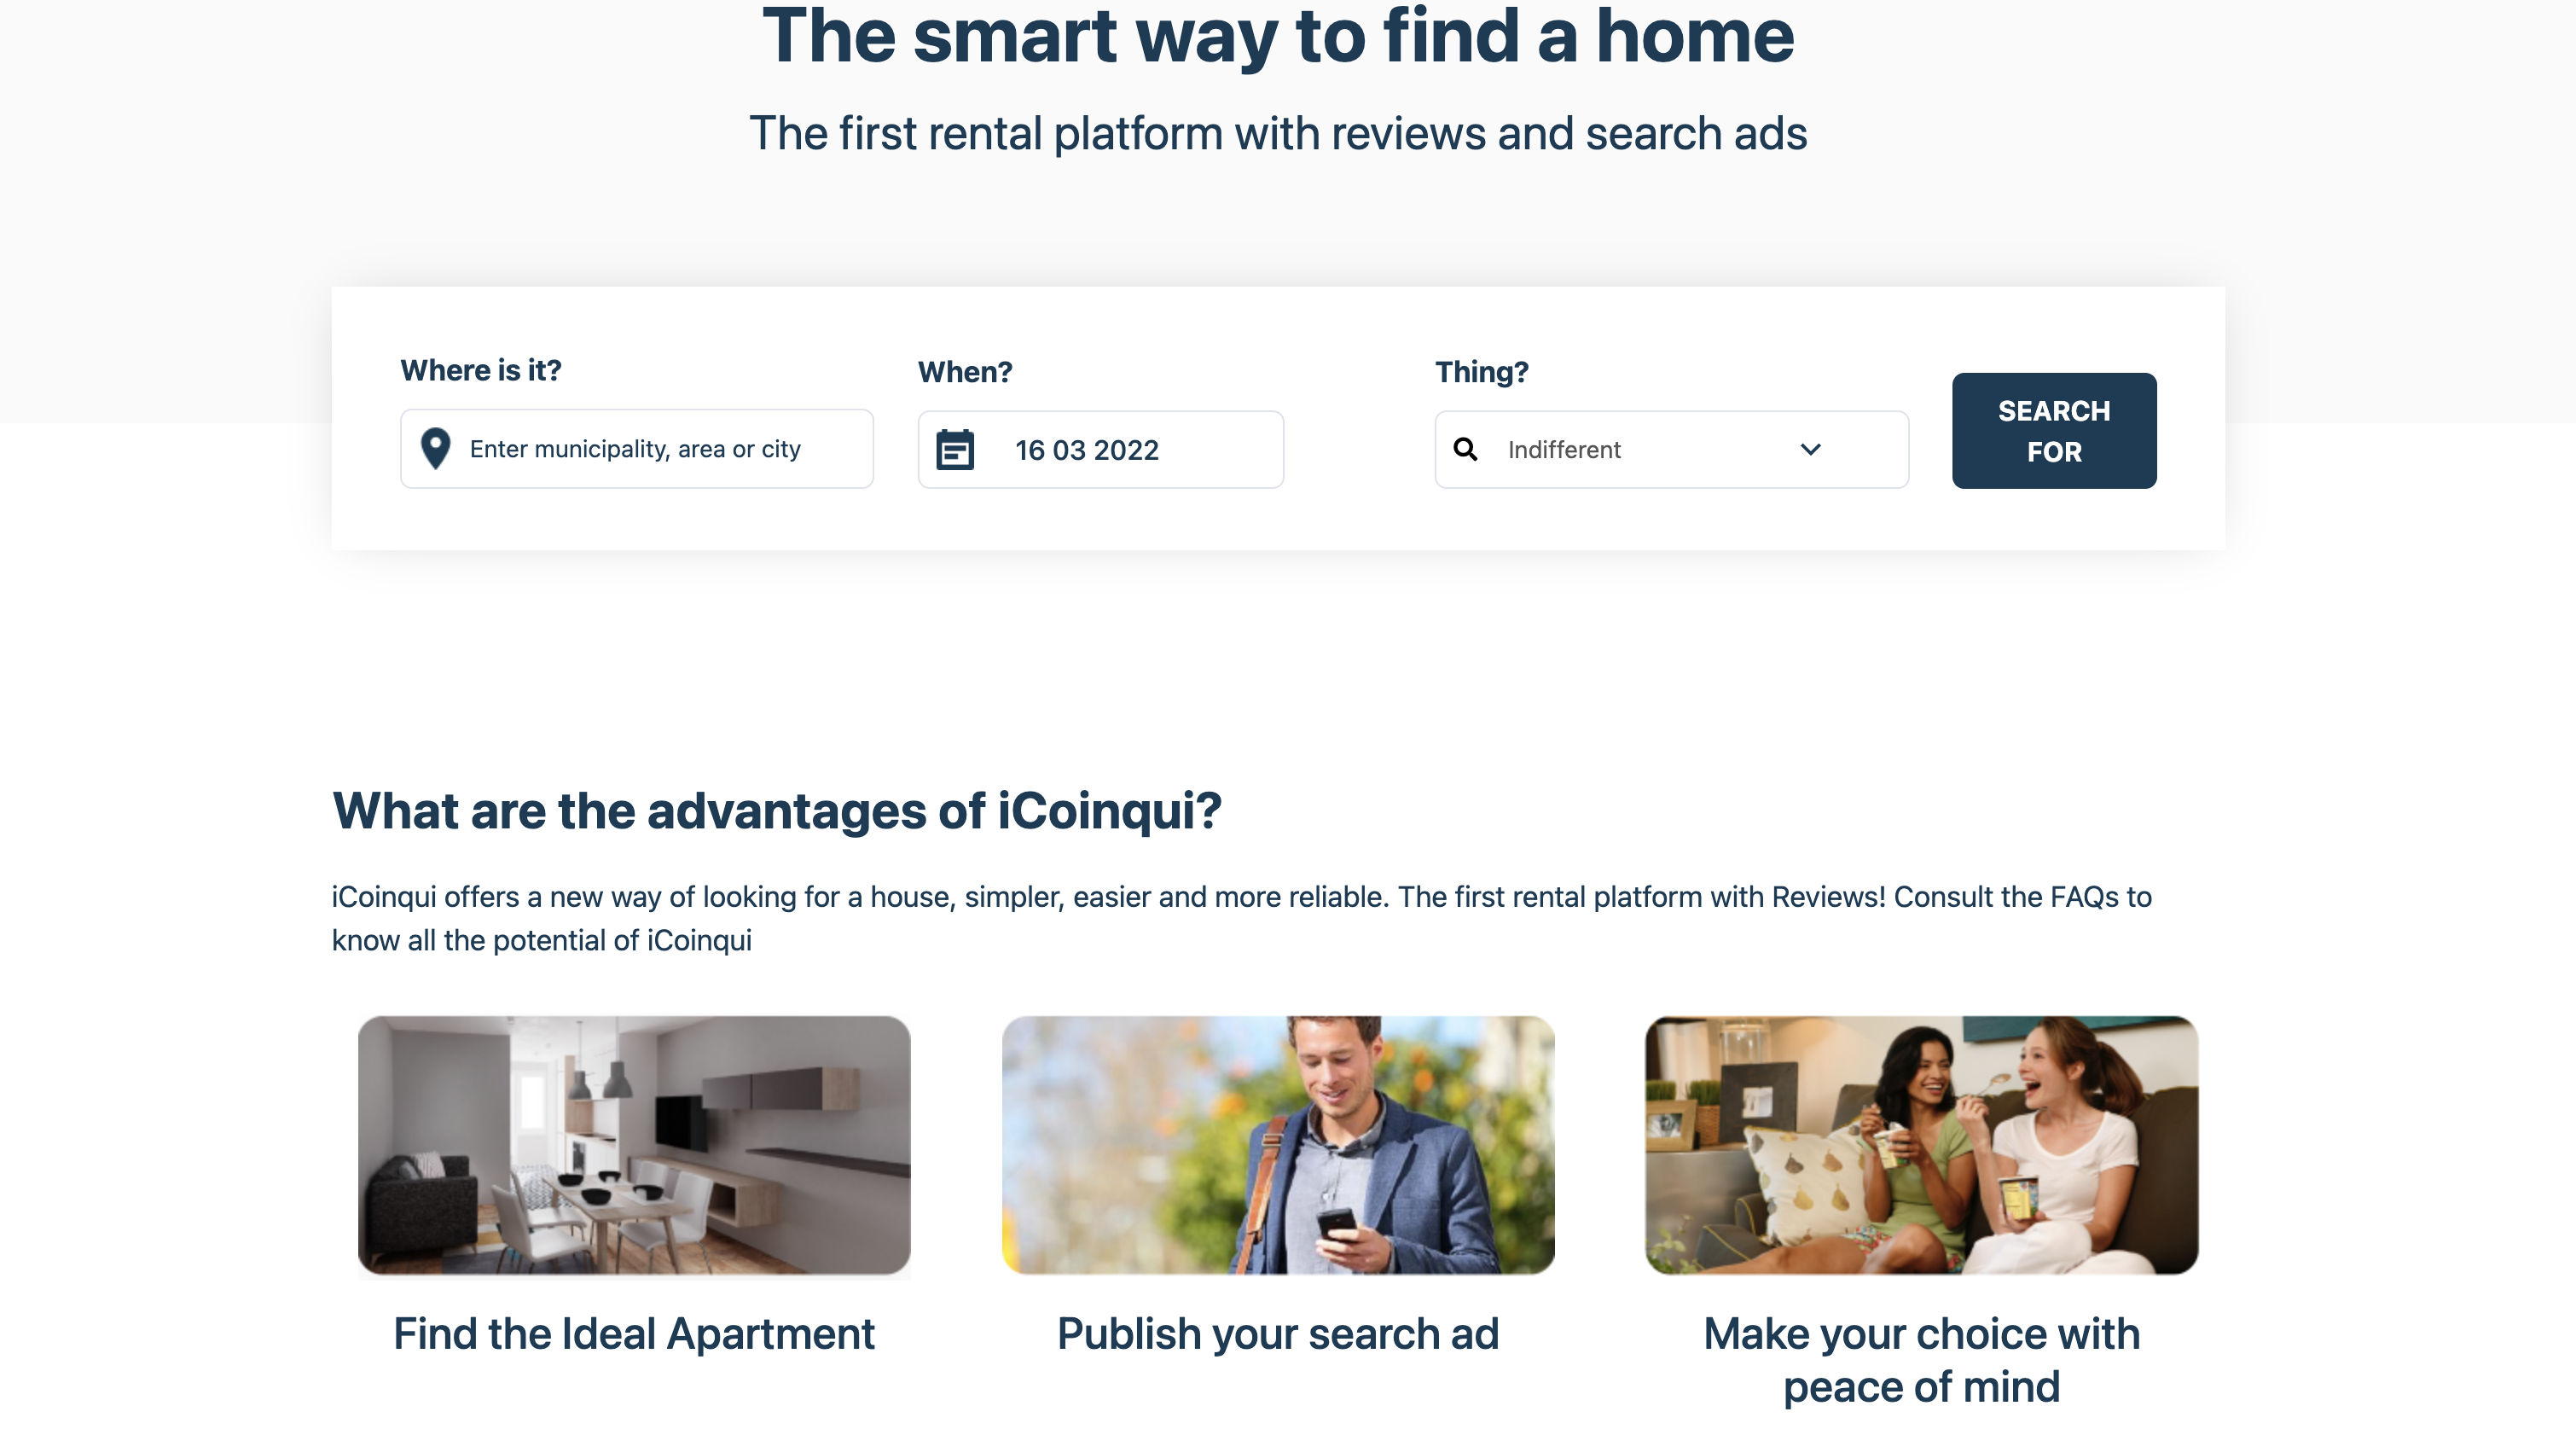 The smart way to find a home
The first rental platform with reviews and search ads
Where is it?
When?
Thing?
Enter municipality, area or city
16 03 2022
Indifferent
SEARCH
FOR
What are the advantages of iCoinqui?
iCoinqui offers a new way of looking for a house, simpler, easier and more reliable. The first rental platform with Reviews! Consult the FAQs to
know all the potential of iCoinqui
Find the Ideal Apartment
Publish your search ad
Make your choice with
peace of mind